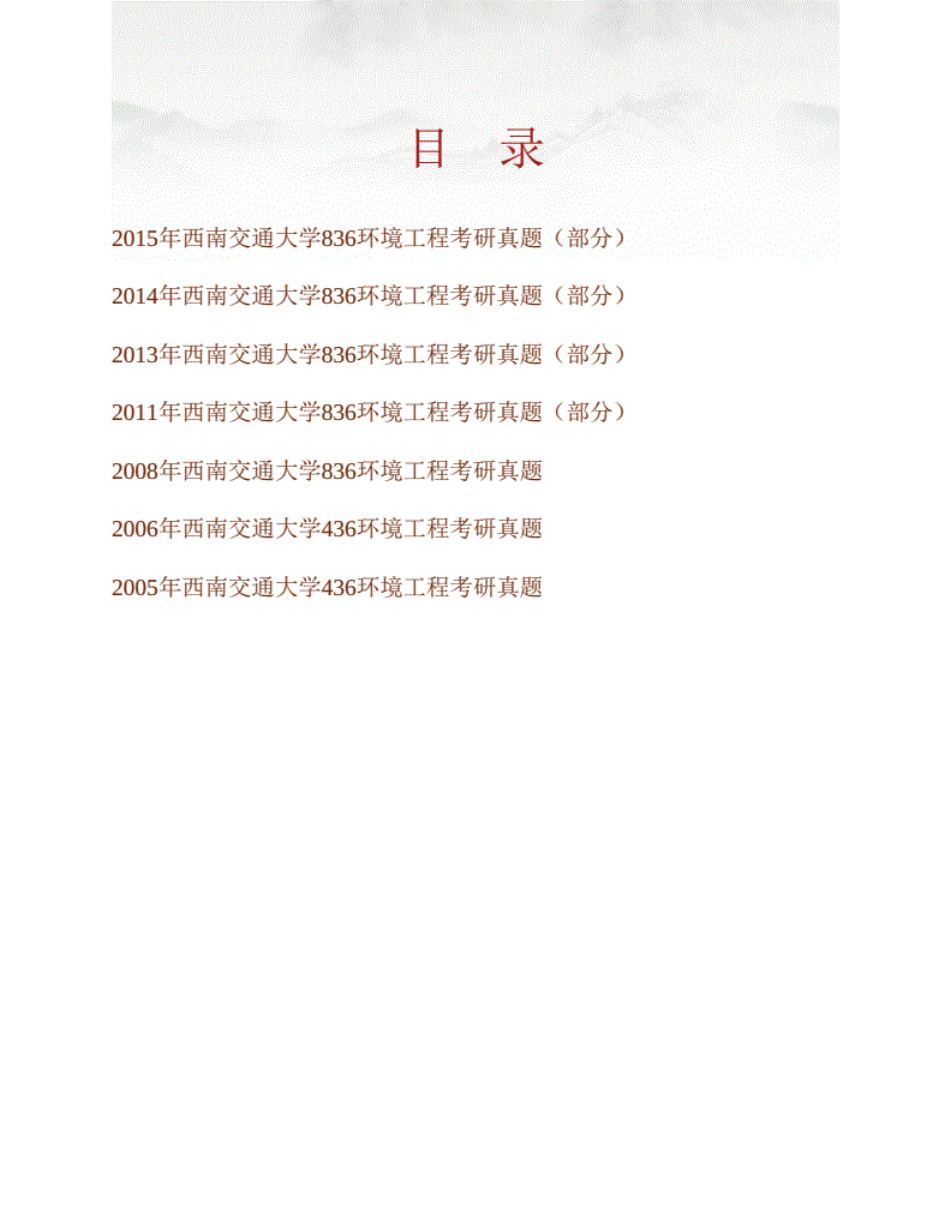 目 录
2015年西南交通大学836环境工程考研真题（部分）
2014年西南交通大学836环境工程考研真题（部分）
2013年西南交通大学836环境工程考研真题（部分）
2011年西南交通大学836环境工程考研真题（部分）
2008年西南交通大学836环境工程考研真题
2006年西南交通大学436环境工程考研真题
2005年西南交通大学436环境工程考研真题